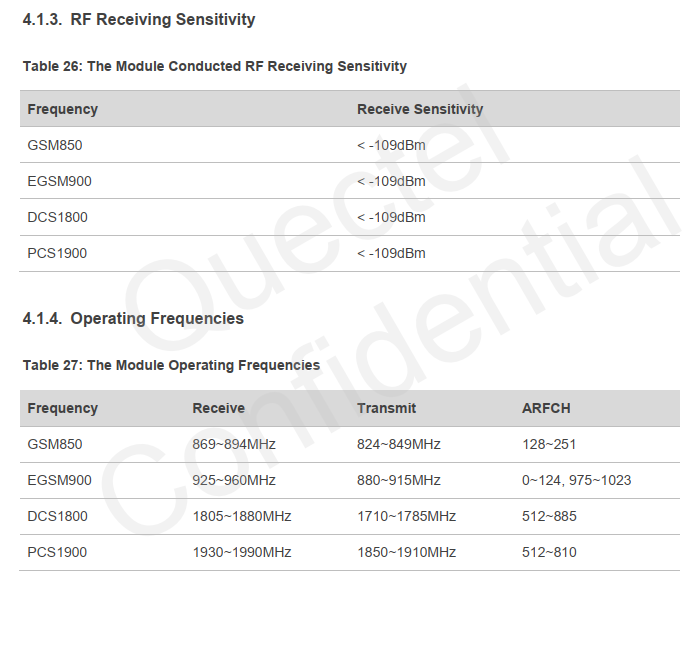 4.1.3. RF Receiving Sensitivity
Table 26: The Module Conducted RF Receiving Sensitivity
Frequency Receive Sensitivity
GSM850 < -109dBm
EGSM900 < -109dBm
DCS1800 < -109dBm
PCS1900 < -109dBm
4.1.4. Operating Frequencies
Table 27: The Module Operating Frequencies
Frequency Receive Transmit ARFCH
GSM850 869~894MHz 824~849MHz 128~251
EGSM900 925~960MHz 880~915MHz 0~124, 975~1023
DCS1800 1805~1880MHz 1710~1785MHz 512~885
PCS1900 1930~1990MHz 1850~1910MHz 512~810
Quectel
Confidential